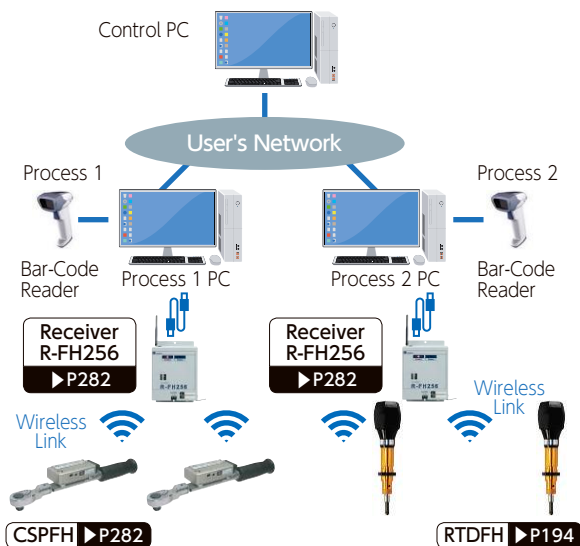 Control PC
User's Network
Process 1
Process 2
Bar-Code
Reader
Process 1 PC
Process 2 PC
Bar-Code
Reader
Receiver
R-FH256
▶P282
R-FH256
Receiver
R-FH256
▶P282
R-FH256
Wireless
Link
Wireless
Link
CSPFH ▶P282
RTDFH ▶P194